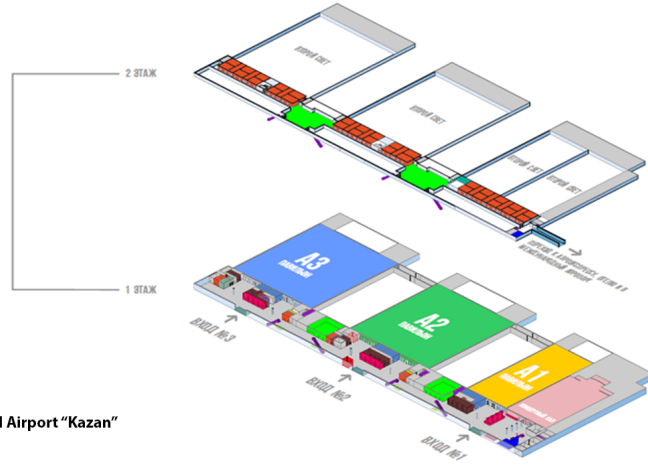 2 ЭТАЖ
ВТОРОЙ СВЕТ
ВТОРОЙ СВЕТ
ВТОРОЙ СВЕТ
ВТОРОЙ СВЕТ
1 ЭТАЖ
А3
ПАВИЛЬОН
А2
ПАВИЛЬОН
А1
ПАВИЛЬОН
ВХОД №3
ВХОД №2
ВХОД №1
Airport “Kazan”